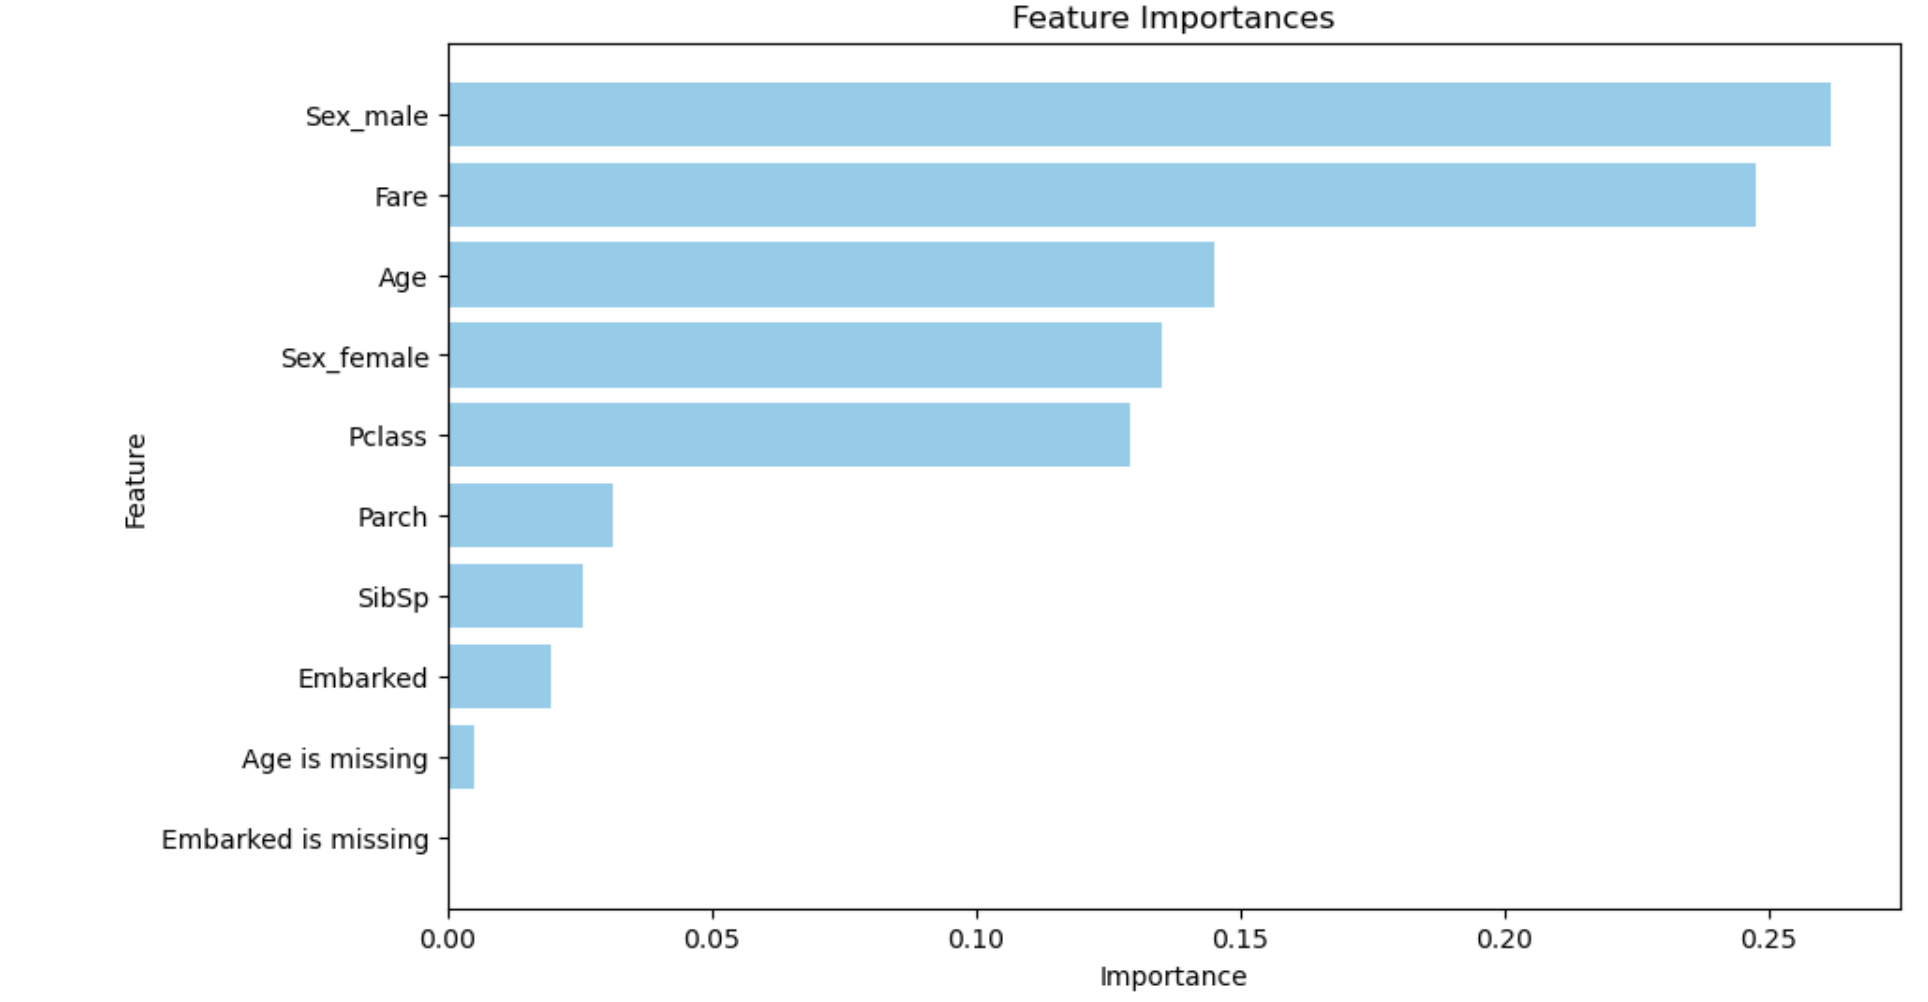 Feature Importances
Sex_male
Fare
Age
Sex_female
Pclass
Parch
SibSp
Embarked
Age is missing
Embarked is missing
Feature
0.00 0.05 0.10 0.15 0.20 0.25
Importance